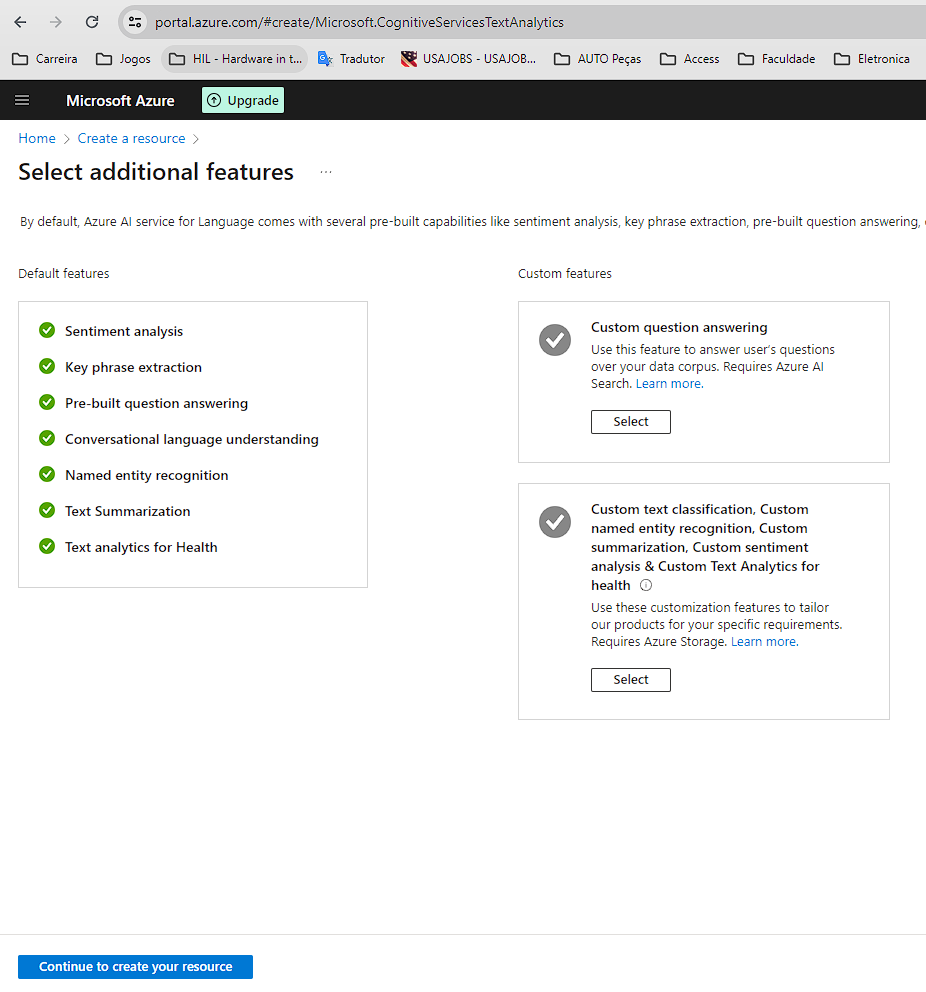 portal.azure.com/#create/Microsoft.CognitiveServicesTextAnalytics
Carreira Jogos HIL - Hardware in t... Tradutor USAJOBS - USAJOB... AUTO Peças Access Faculdade Eletronica
Microsoft Azure Upgrade
Home > Create a resource >
Select additional features ...
By default, Azure AI service for Language comes with several pre-built capabilities like sentiment analysis, key phrase extraction, pre-built question answering,
Default features
Sentiment analysis
Key phrase extraction
Pre-built question answering
Conversational language understanding
Named entity recognition
Text Summarization
Text analytics for Health
Custom features
Custom question answering
Use this feature to answer user's questions
over your data corpus. Requires Azure AI
Search. Learn more.
Select
Custom text classification, Custom
named entity recognition, Custom
summarization, Custom sentiment
analysis & Custom Text Analytics for
health
Use these customization features to tailor
our products for your specific requirements.
Requires Azure Storage. Learn more.
Select
Continue to create your resource